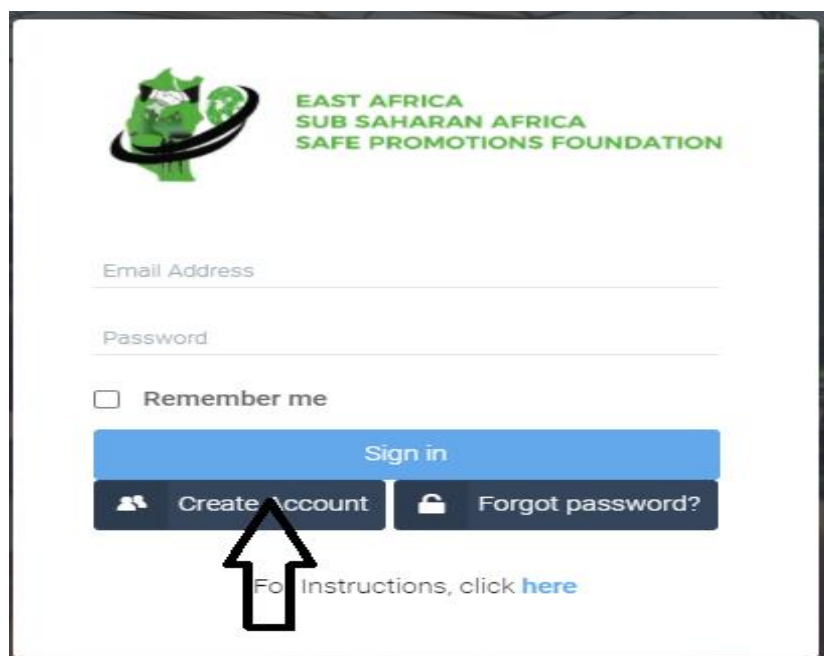 EAST AFRICA
SUB SAHARAN AFRICA
SAFE PROMOTIONS FOUNDATION
Email Address
Password
Remember me
Sign in
Create Account Forgot password?
For Instructions, click here